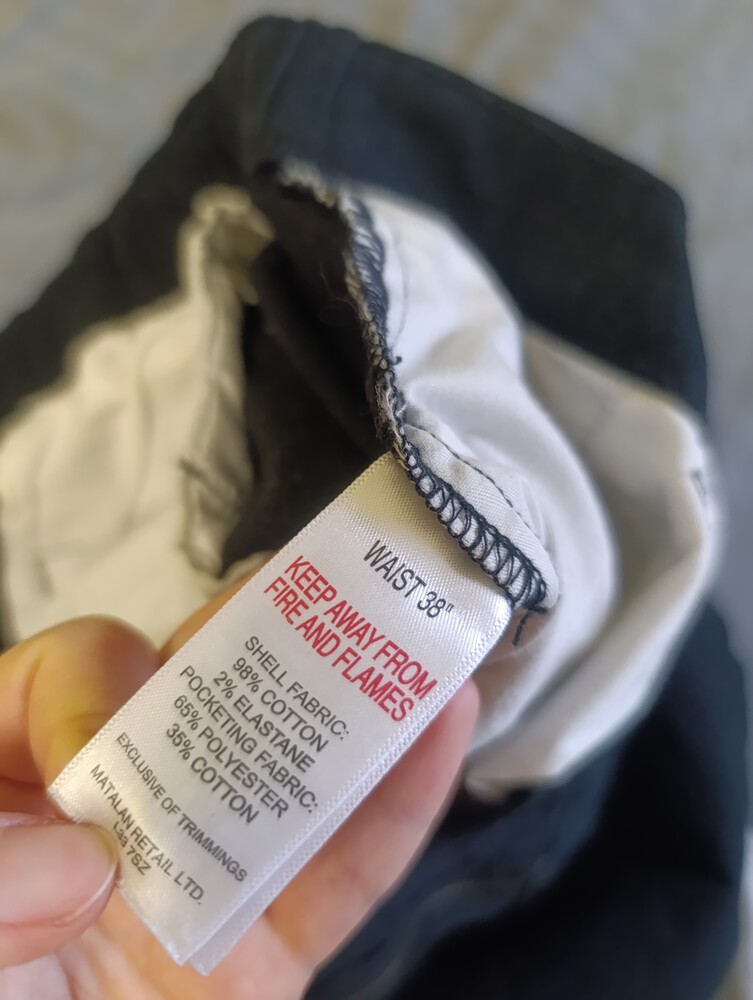 WAIST 38"
KEEP AWAY FROM
FIRE AND FLAMES
SHELL FABRIC:
98% COTTON
2% ELASTANE
POCKETING FABRIC:
65% POLYESTER
35% COTTON
EXCLUSIVE OF TRIMMINGS
MATALAN RETAIL LTD.
7SZ